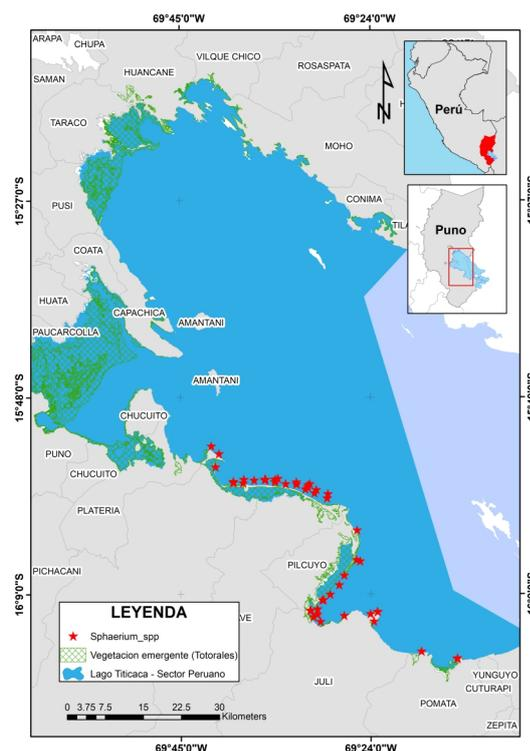 69°45'0"W
69°24'0"W
ARAPA
CHUPA
VILQUE CHICO
ROSASPATA
SAMAN
HUANCANE
N
Perú
TARACO
MOHO
15°27'0"S
CONIMA
PUSI
TILA
Puno
COATA
HUATA
CAPACHICA
AMANTANI
PAUCARCOLLA
AMANTANI
15°48'0"S
CHUCUITO
PUNO
CHUCUITO
PLATERIA
PICHACANI
PILCUYO
16°9'0"S
LEYENDA
Sphaerium_spp
Vegetacion emergente (Totorales)
Lago Titicaca - Sector Peruano
AVE
JULI
YUNGUYO
CUTURAPI
POMATA
ZEPITA
0 3.75 7.5 15 22.5 30
Kilometers
69°45'0"W
69°24'0"W